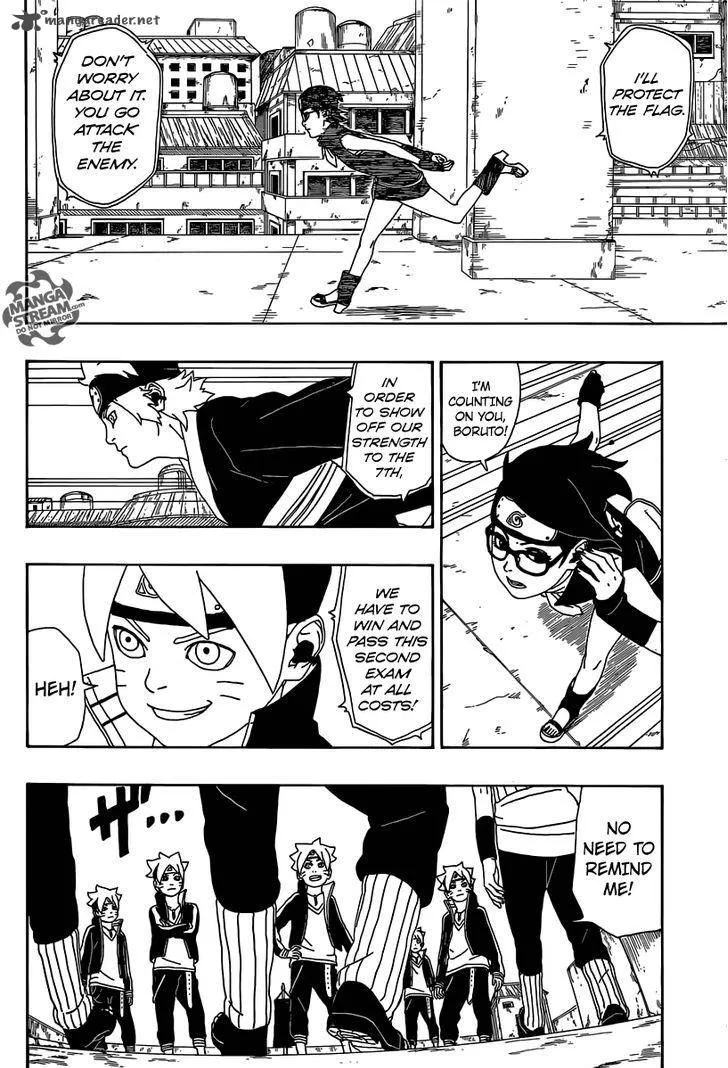 mangareader.net
I'LL
PROTECT
THE FLAG.
DON'T
WORRY
ABOUT IT.
YOU GO
ATTACK
THE
ENEMY.
MANGA
STREAM.com
DO NOT MIRROR
I'M
COUNTING
ON YOU,
BORUTO!
IN
ORDER
TO SHOW
OFF OUR
STRENGTH
TO THE
7TH,
WE
HAVE TO
WIN AND
PASS THIS
SECOND
EXAM
AT ALL
COSTS!
HEH!
NO
NEED TO
REMIND
ME!